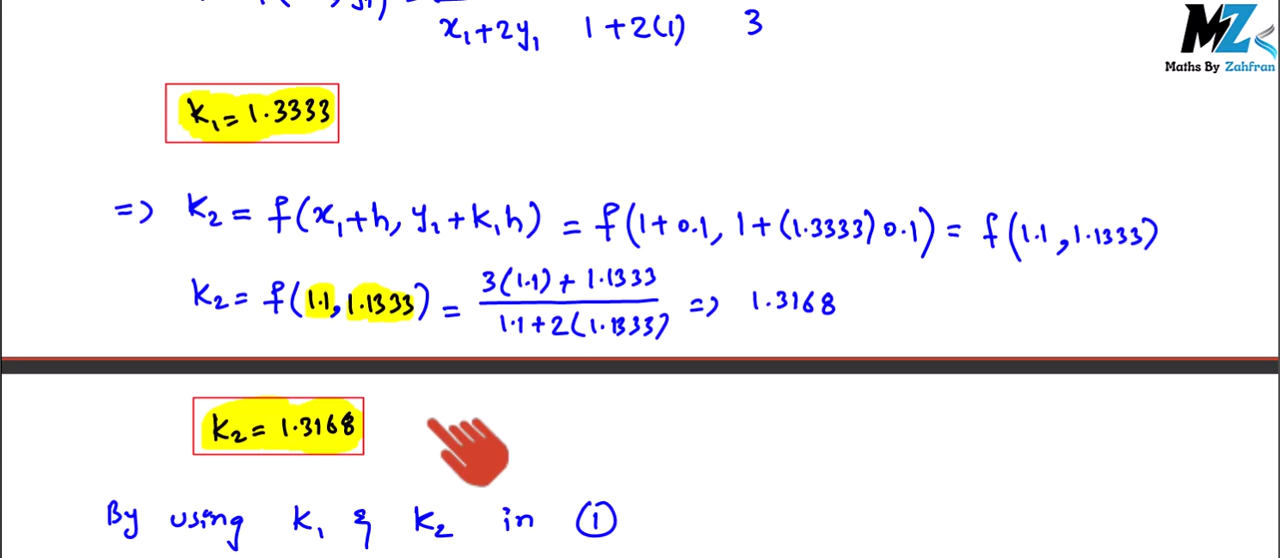 x₁+2y₁ 1+2(1) 3
MZ
Maths By Zahfran
K₁=1.3333
=> K₂ = f(x₁+h, y₁+k₁h) = f(1+0.1, 1+(1.3333)0.1) = f(1.1, 1.1333)
K₂ = f(1.1, 1.1333) = 3(1.1)+1.1333
1.1+2(1.1333) => 1.3168
K₂= 1.3168
By using K₁ & K₂ in ①